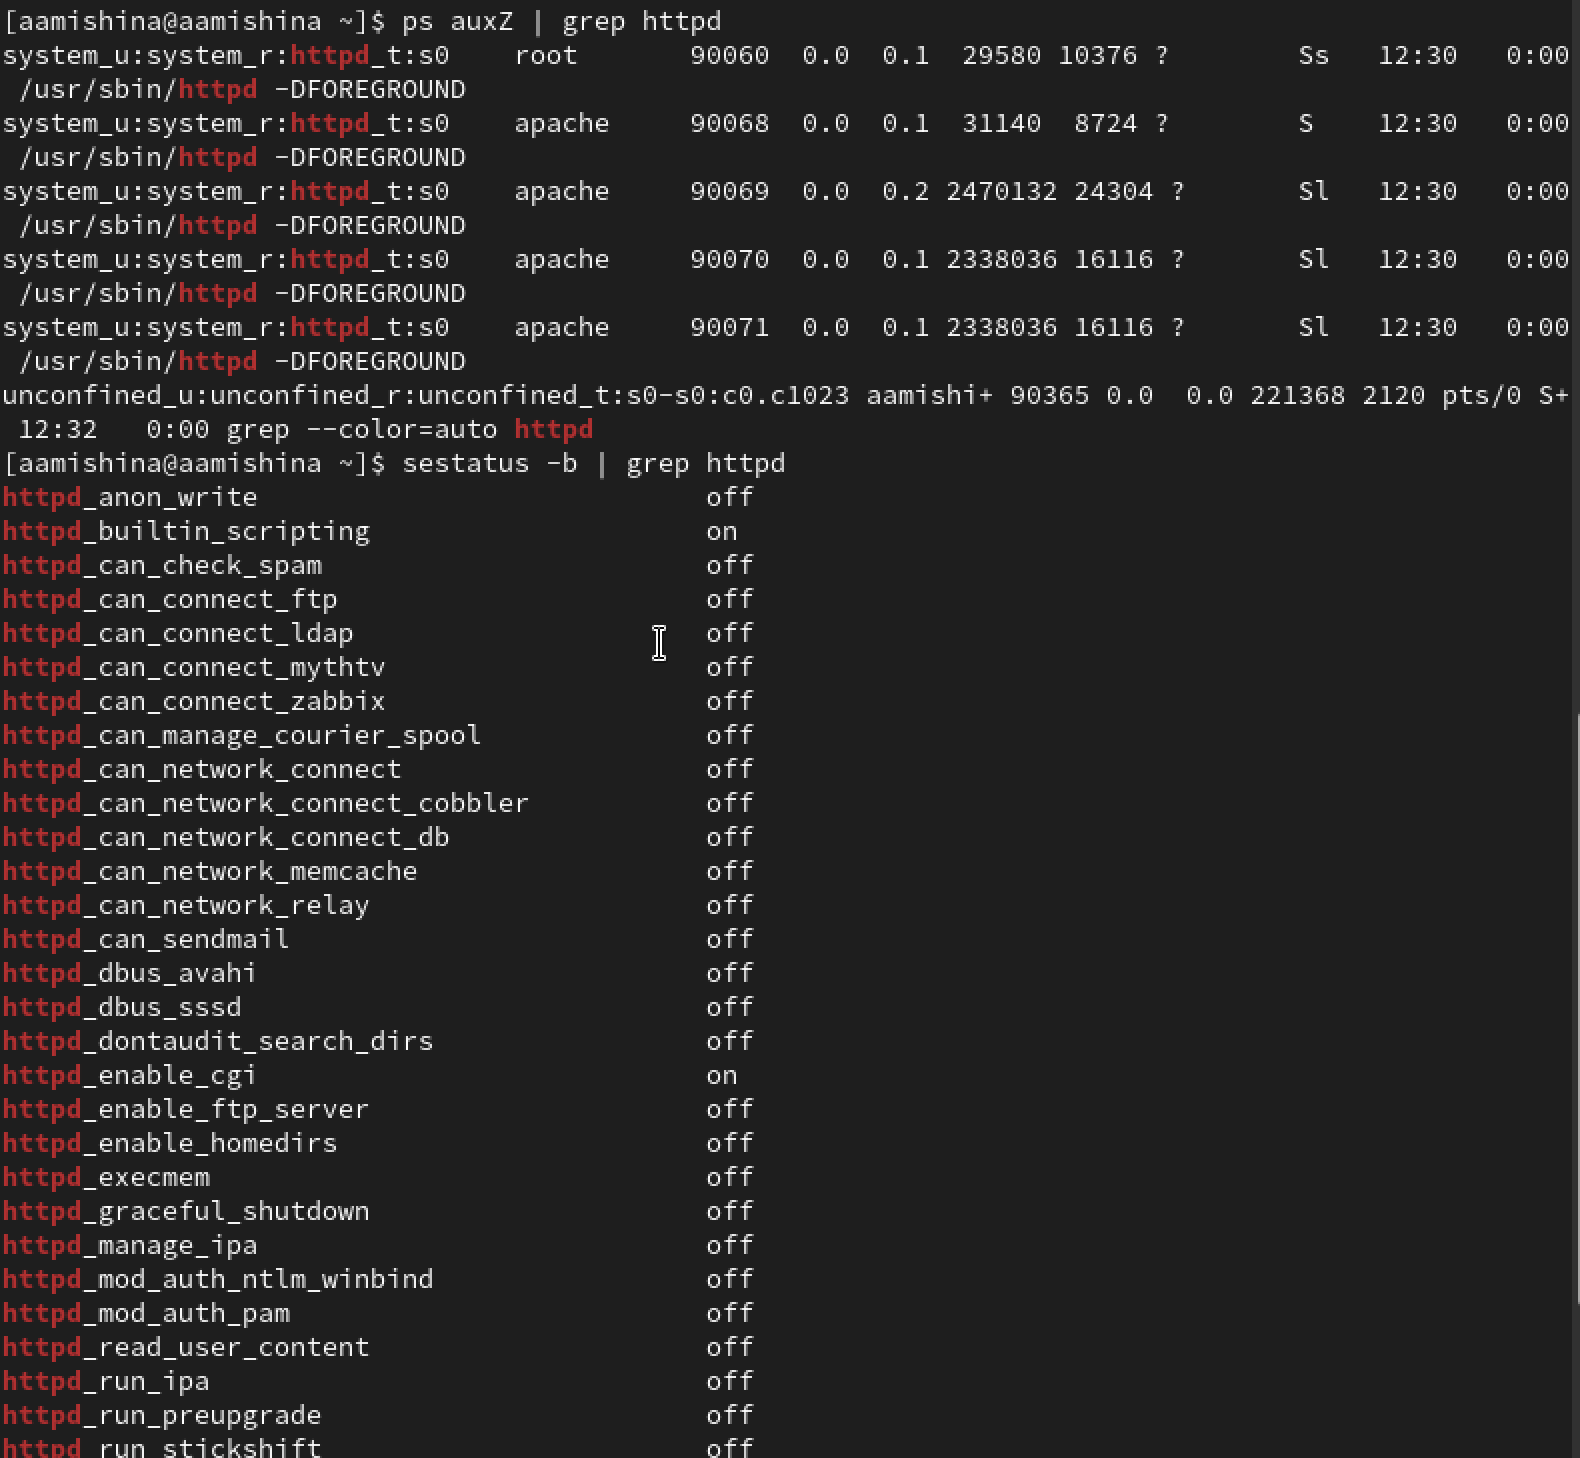 [aamishina@aamishina ~]$ ps auxZ | grep httpd
system_u:system_r:httpd_t:s0    root       90060  0.0  0.1  29580 10376 ?        Ss   12:30   0:00
 /usr/sbin/httpd -DFOREGROUND
system_u:system_r:httpd_t:s0    apache     90068  0.0  0.1  31140  8724 ?        S    12:30   0:00
 /usr/sbin/httpd -DFOREGROUND
system_u:system_r:httpd_t:s0    apache     90069  0.0  0.2 2470132 24304 ?       Sl   12:30   0:00
 /usr/sbin/httpd -DFOREGROUND
system_u:system_r:httpd_t:s0    apache     90070  0.0  0.1 2338036 16116 ?       Sl   12:30   0:00
 /usr/sbin/httpd -DFOREGROUND
system_u:system_r:httpd_t:s0    apache     90071  0.0  0.1 2338036 16116 ?       Sl   12:30   0:00
 /usr/sbin/httpd -DFOREGROUND
unconfined_u:unconfined_r:unconfined_t:s0-s0:c0.c1023 aamishi+ 90365 0.0  0.0 221368 2120 pts/0 S+
 12:32   0:00 grep --color=auto httpd
[aamishina@aamishina ~]$ sestatus -b | grep httpd
httpd_anon_write                            off
httpd_builtin_scripting                     on
httpd_can_check_spam                        off
httpd_can_connect_ftp                       off
httpd_can_connect_ldap                      off
httpd_can_connect_mythtv                    off
httpd_can_connect_zabbix                    off
httpd_can_manage_courier_spool              off
httpd_can_network_connect                   off
httpd_can_network_connect_cobbler           off
httpd_can_network_connect_db                off
httpd_can_network_memcache                  off
httpd_can_network_relay                     off
httpd_can_sendmail                          off
httpd_dbus_avahi                            off
httpd_dbus_sssd                             off
httpd_dontaudit_search_dirs                 off
httpd_enable_cgi                            on
httpd_enable_ftp_server                     off
httpd_enable_homedirs                       off
httpd_execmem                               off
httpd_graceful_shutdown                     off
httpd_manage_ipa                            off
httpd_mod_auth_ntlm_winbind                 off
httpd_mod_auth_pam                          off
httpd_read_user_content                     off
httpd_run_ipa                               off
httpd_run_preupgrade                        off
httpd_run_stickshift                        off